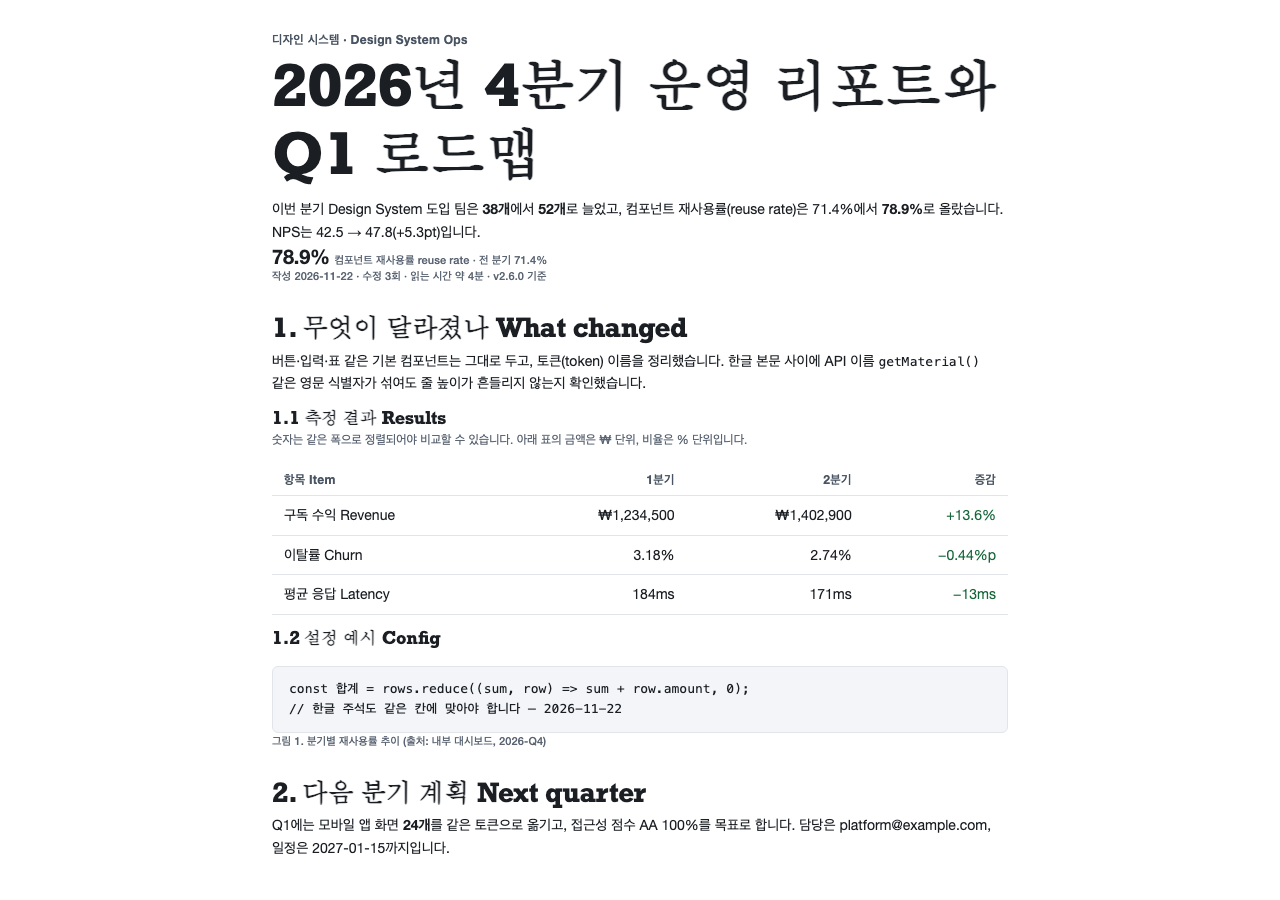 디자인 시스템 · Design System Ops
2026년 4분기 운영 리포트와
Q1 로드맵
이번 분기 Design System 도입 팀은 38개에서 52개로 늘었고, 컴포넌트 재사용률(reuse rate)은 71.4%에서 78.9%로 올랐습니다.
NPS는 42.5 → 47.8(+5.3pt)입니다.
78.9% 컴포넌트 재사용률 reuse rate · 전 분기 71.4%
작성 2026-11-22 · 수정 3회 · 읽는 시간 약 4분 · v2.6.0 기준
1. 무엇이 달라졌나 What changed
버튼·입력·표 같은 기본 컴포넌트는 그대로 두고, 토큰(token) 이름을 정리했습니다. 한글 본문 사이에 API 이름 getMaterial()
같은 영문 식별자가 섞여도 줄 높이가 흔들리지 않는지 확인했습니다.
1.1 측정 결과 Results
숫자는 같은 폭으로 정렬되어야 비교할 수 있습니다. 아래 표의 금액은 ₩ 단위, 비율은 % 단위입니다.
항목 Item 1분기 2분기 증감
구독 수익 Revenue ₩1,234,500 ₩1,402,900 +13.6%
이탈률 Churn 3.18% 2.74% −0.44%p
평균 응답 Latency 184ms 171ms −13ms
1.2 설정 예시 Config
const 합계 = rows.reduce((sum, row) => sum + row.amount, 0);
// 한글 주석도 같은 칸에 맞아야 합니다 — 2026-11-22
그림 1. 분기별 재사용률 추이 (출처: 내부 대시보드, 2026-Q4)
2. 다음 분기 계획 Next quarter
Q1에는 모바일 앱 화면 24개를 같은 토큰으로 옮기고, 접근성 점수 AA 100%를 목표로 합니다. 담당은 platform@example.com,
일정은 2027-01-15까지입니다.